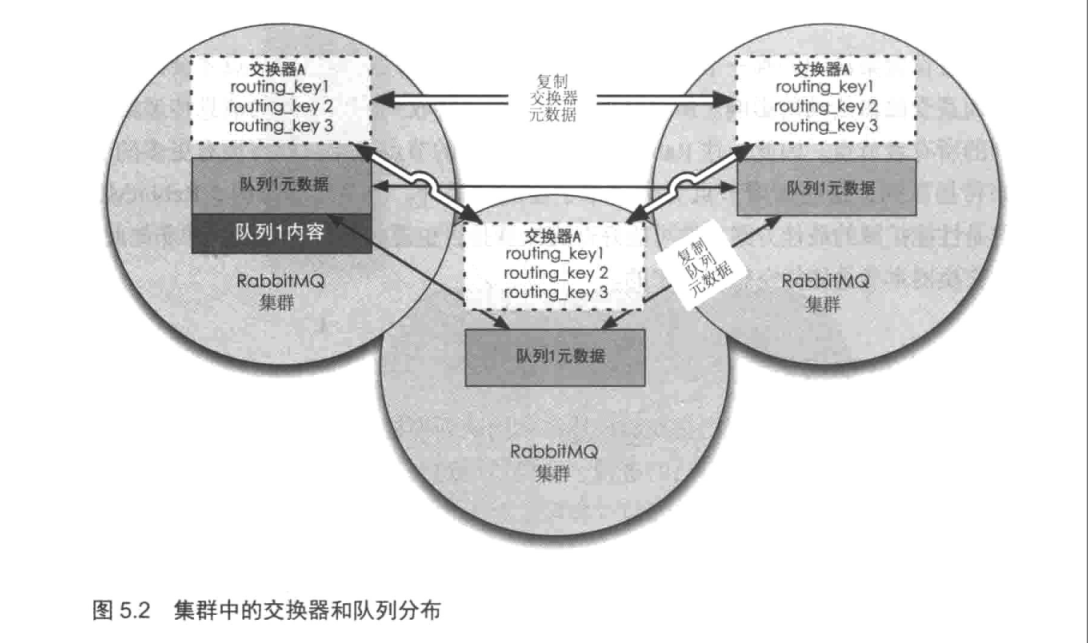 交换器A
routing_key1
routing_key 2
routing_key 3
队列1元数据
队列1内容
RabbitMQ
集群
复制
交换器
元数据
交换器A
routing_key1
routing_key 2
routing_key 3
队列1元数据
RabbitMQ
集群
交换器A
routing_key1
routing_key 2
routing_key 3
复制
队列
元数据
队列1元数据
RabbitMQ
集群
图 5.2 集群中的交换器和队列分布